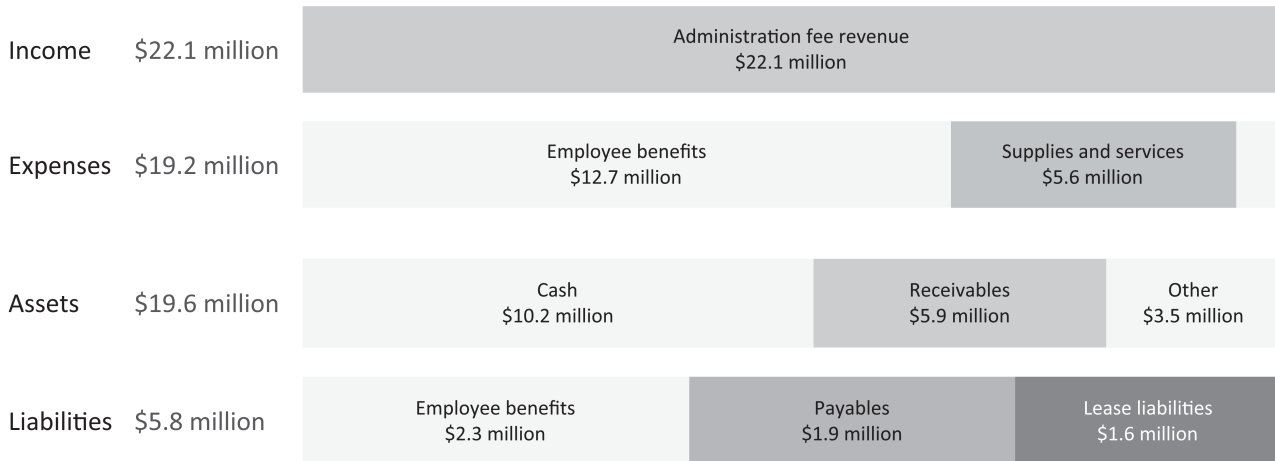 Income $22.1 million
Administration fee revenue
$22.1 million
Expenses $19.2 million
Employee benefits
$12.7 million
Supplies and services
$5.6 million
Assets $19.6 million
Cash
$10.2 million
Receivables
$5.9 million
Other
$3.5 million
Liabilities $5.8 million
Employee benefits
$2.3 million
Payables
$1.9 million
Lease liabilities
$1.6 million